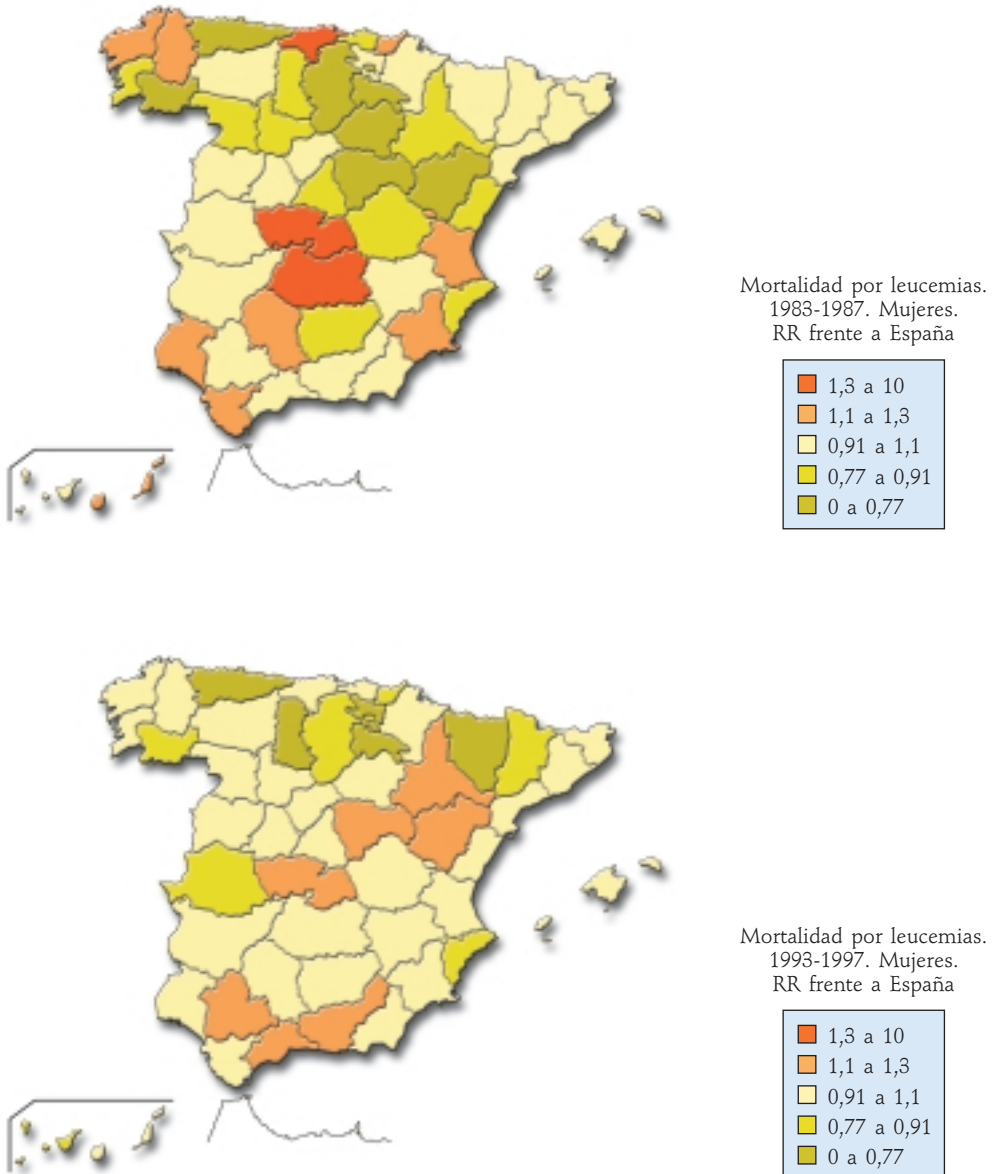 Mortalidad por leucemias.
1983-1987. Mujeres.
RR frente a España
1,3 a 10
1,1 a 1,3
0,91 a 1,1
0,77 a 0,91
0 a 0,77
Mortalidad por leucemias.
1993-1997. Mujeres.
RR frente a España
1,3 a 10
1,1 a 1,3
0,91 a 1,1
0,77 a 0,91
0 a 0,77